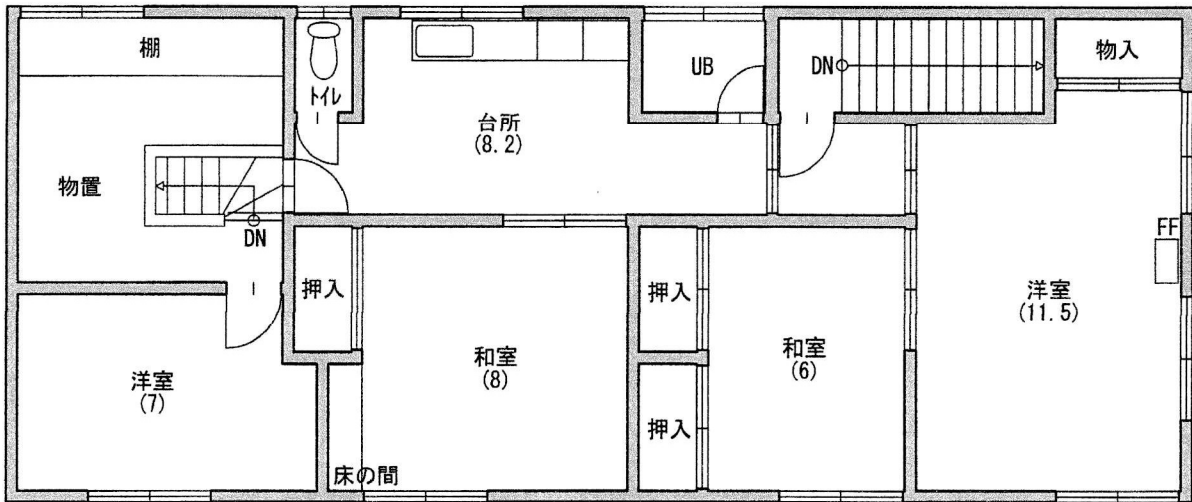 棚
トイレ
UB
DN
物入
台所
(8.2)
物置
DN
FF
押入
押入
洋室
(11.5)
和室
(8)
和室
(6)
洋室
(7)
押入
床の間